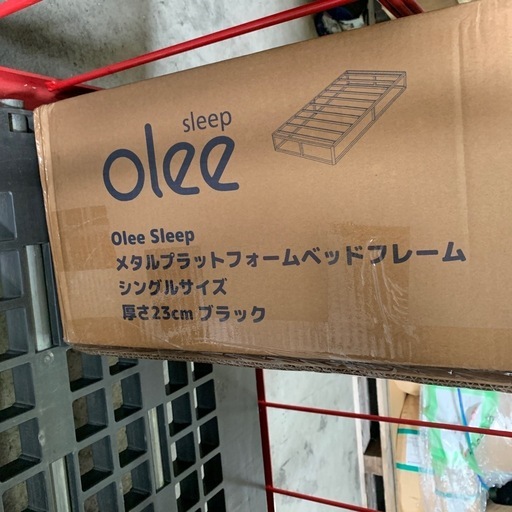 sleep
olee
Olee Sleep
メタルプラットフォームベッドフレーム
シングルサイズ
厚さ23cm ブラック